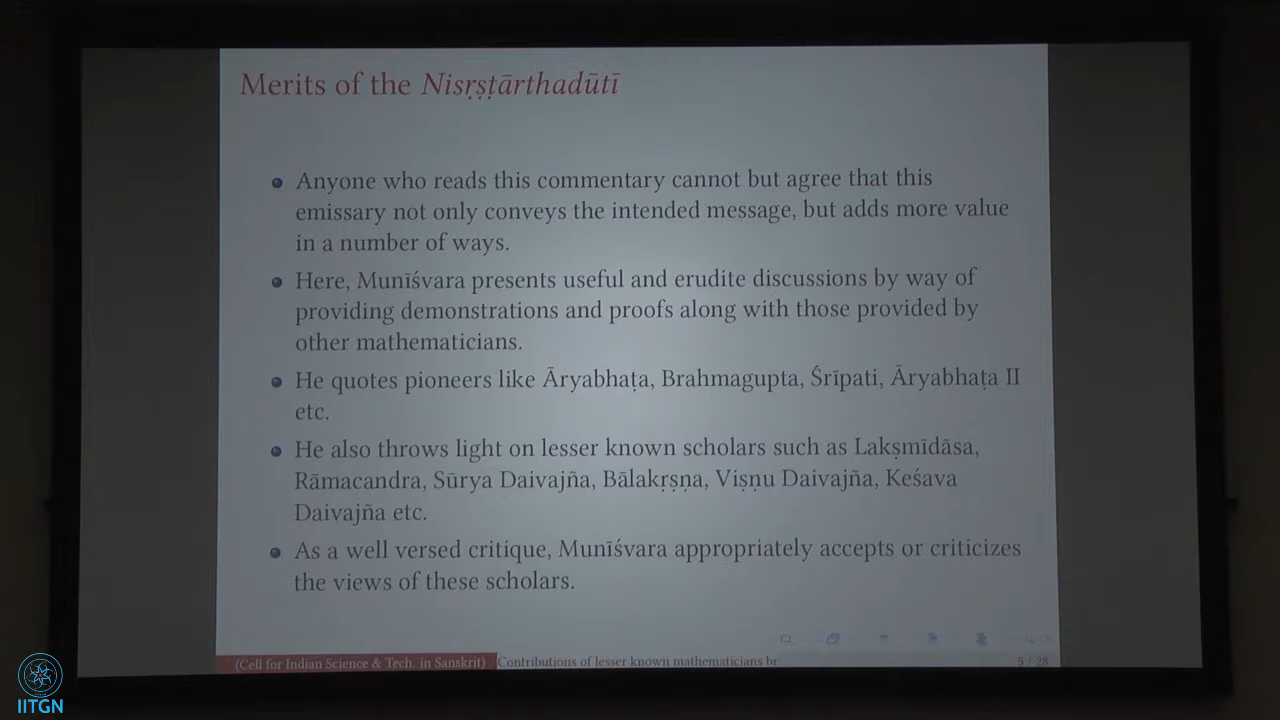 Merits of the Nisṛṣṭārthadūtī
Anyone who reads this commentary cannot but agree that this
emissary not only conveys the intended message, but adds more value
in a number of ways.
Here, Munīśvara presents useful and erudite discussions by way of
providing demonstrations and proofs along with those provided by
other mathematicians.
He quotes pioneers like Āryabhaṭa, Brahmagupta, Śrīpati, Āryabhaṭa II
etc.
He also throws light on lesser known scholars such as Lakṣmīdāsa,
Rāmacandra, Sūrya Daivajña, Bālakṛṣṇa, Viṣṇu Daivajña, Keśava
Daivajña etc.
As a well versed critique, Munīśvara appropriately accepts or criticizes
the views of these scholars.
(Cell for Indian Science & Tech. in Sanskrit) Contributions of lesser known mathematicians br 5 / 28
IITGN